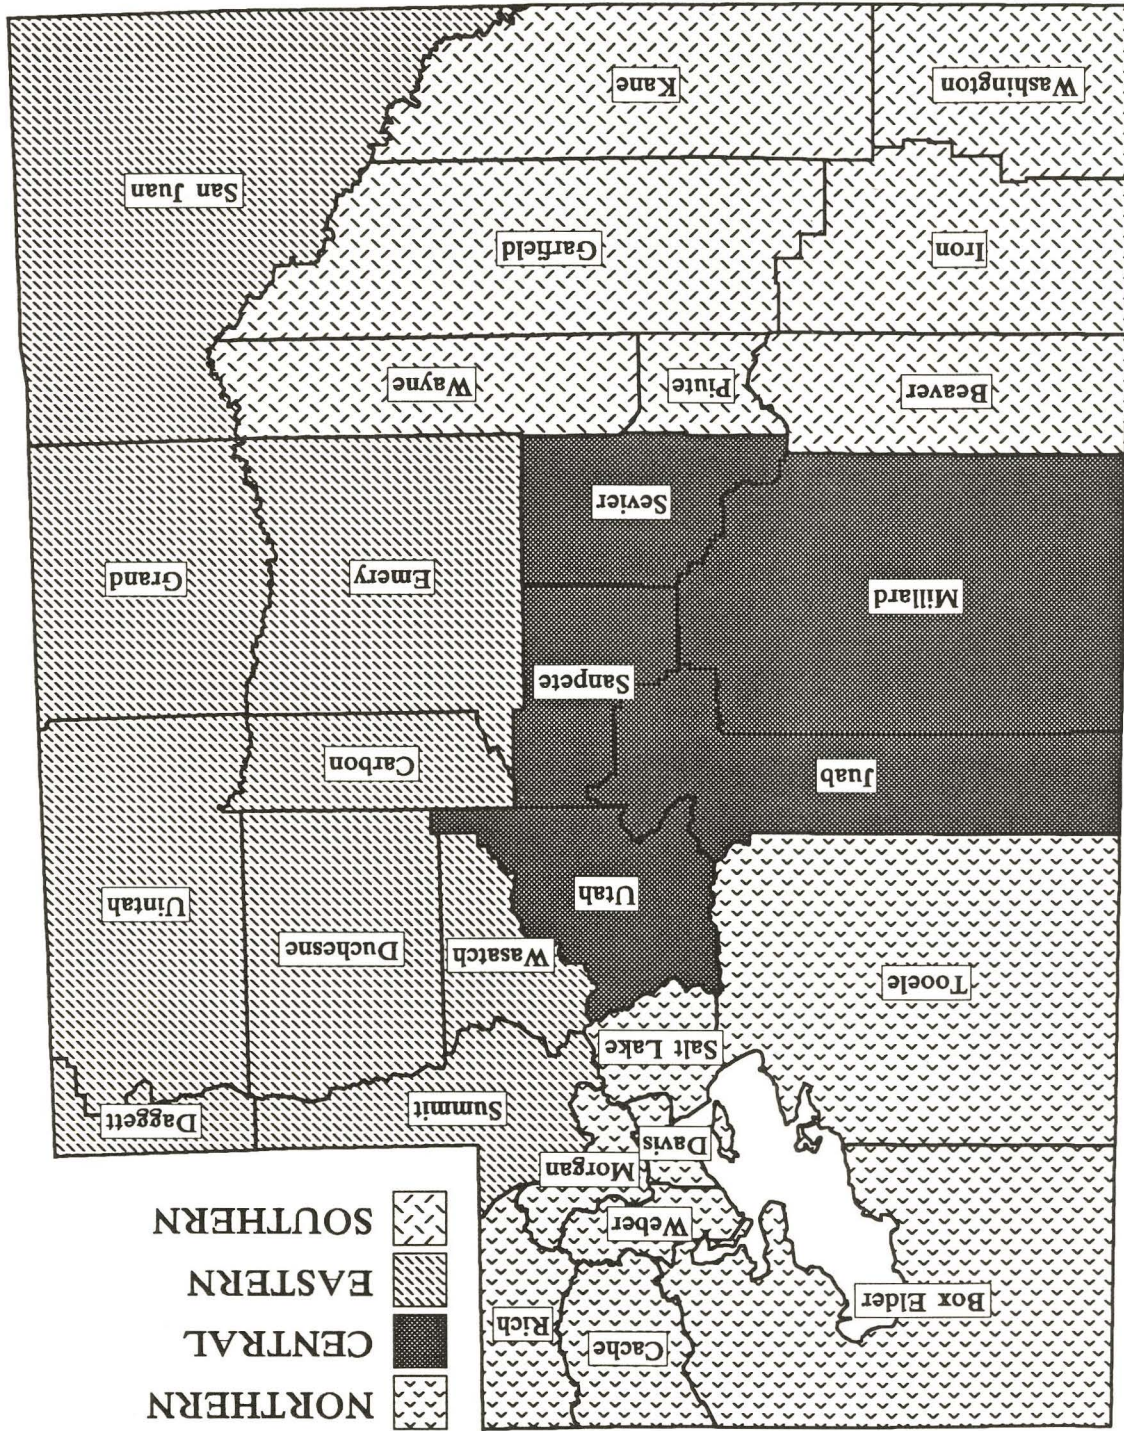 NORTHERN
CENTRAL
EASTERN
SOUTHERN
Box Elder
Cache
Rich
Weber
Morgan
Davis
Summit
Daggett
Salt Lake
Tooele
Wasatch
Duchesne
Uintah
Utah
Juab
Carbon
Sanpete
Millard
Emery
Grand
Sevier
Beaver
Piute
Wayne
Iron
Garfield
San Juan
Washington
Kane